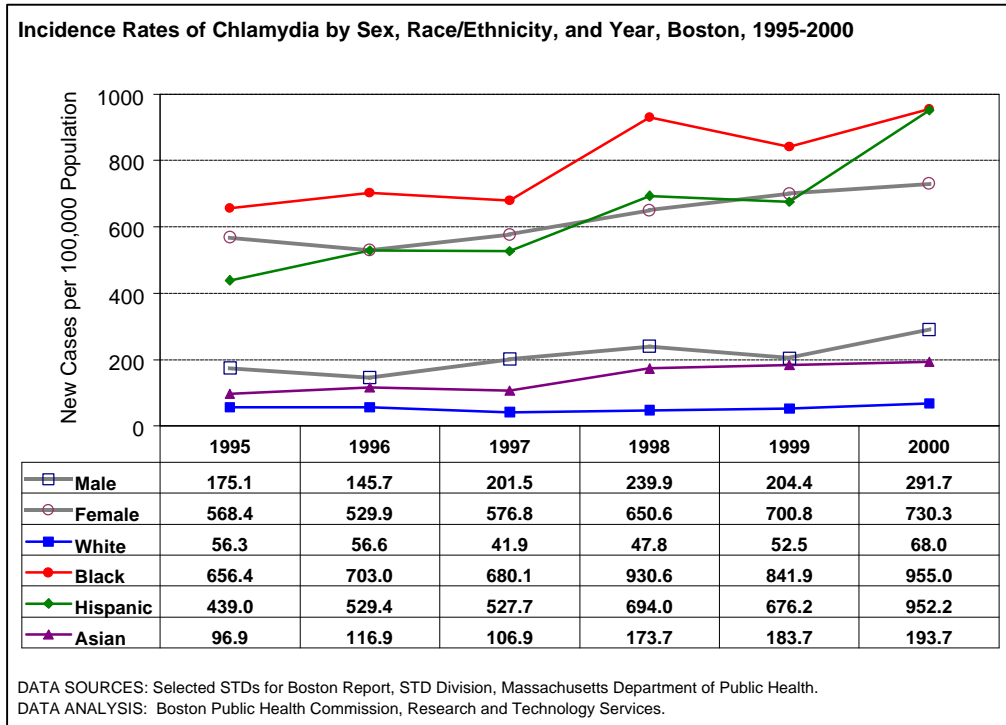 Incidence Rates of Chlamydia by Sex, Race/Ethnicity, and Year, Boston, 1995-2000
New Cases per 100,000 Population
1000
800
600
400
200
0
1995 1996 1997 1998 1999 2000
Male 175.1 145.7 201.5 239.9 204.4 291.7
Female 568.4 529.9 576.8 650.6 700.8 730.3
White 56.3 56.6 41.9 47.8 52.5 68.0
Black 656.4 703.0 680.1 930.6 841.9 955.0
Hispanic 439.0 529.4 527.7 694.0 676.2 952.2
Asian 96.9 116.9 106.9 173.7 183.7 193.7
DATA SOURCES: Selected STDs for Boston Report, STD Division, Massachusetts Department of Public Health.
DATA ANALYSIS: Boston Public Health Commission, Research and Technology Services.